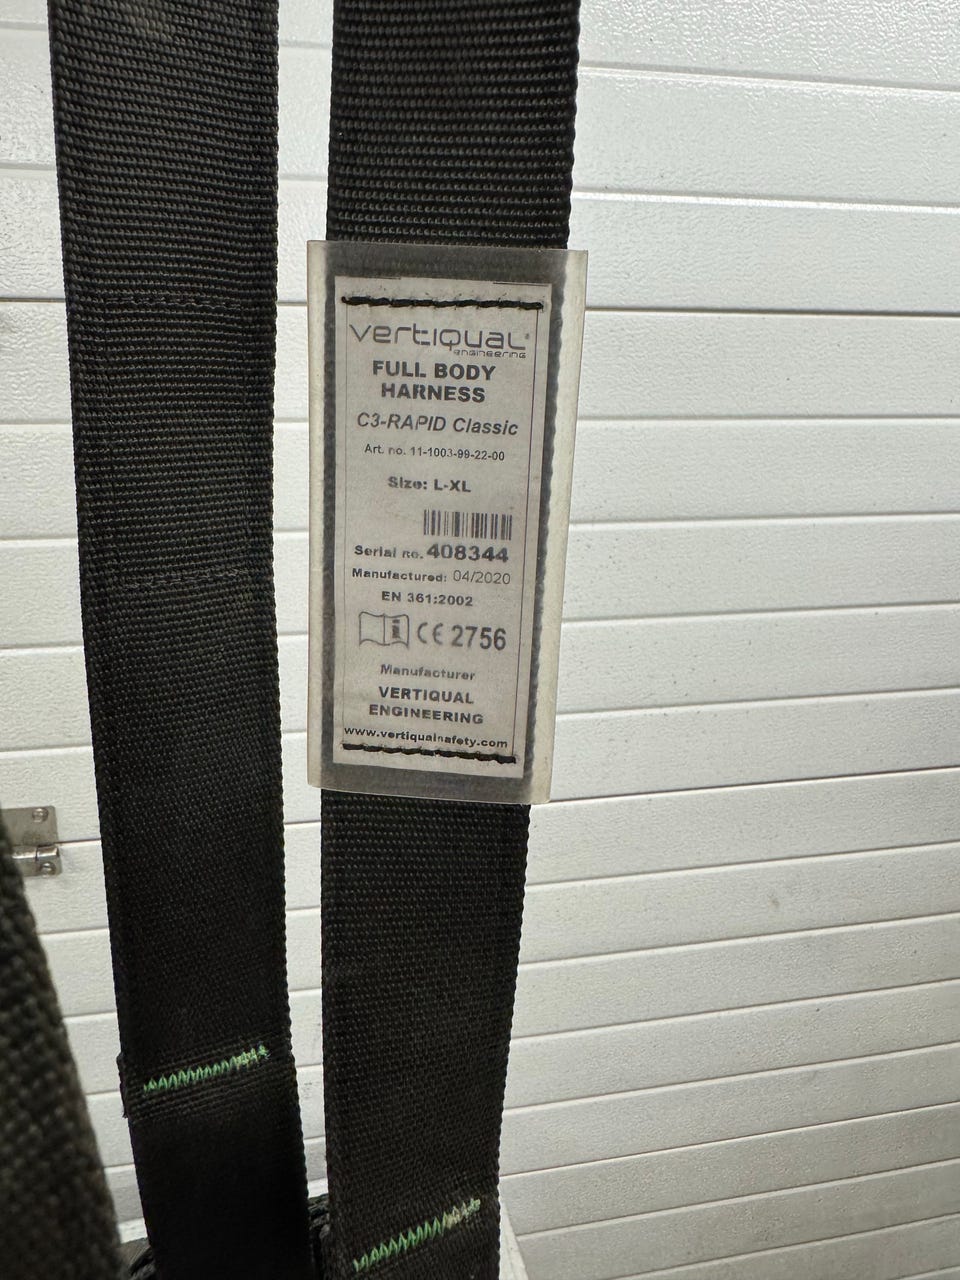 vertiqual®
engineering
FULL BODY
HARNESS
C3-RAPID Classic
Art. no. 11-1003-99-22-00
Size: L-XL
Serial no. 408344
Manufactured: 04/2020
EN 361:2002
i CE 2756
Manufacturer
VERTIQUAL
ENGINEERING
www.vertiqualsafety.com